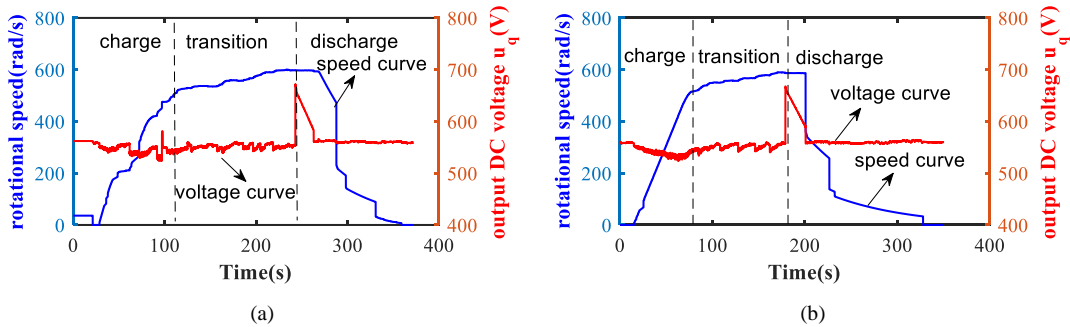 800
600
400
200
0
rotational speed(rad/s)
charge
transition
discharge
speed curve
voltage curve
800
700
600
500
400
output DC voltage u_q (V)
0
100
200
300
400
Time(s)
(a)
800
600
400
200
0
rotational speed(rad/s)
charge
transition
discharge
voltage curve
speed curve
800
700
600
500
400
output DC voltage u_q (V)
0
100
200
300
400
Time(s)
(b)